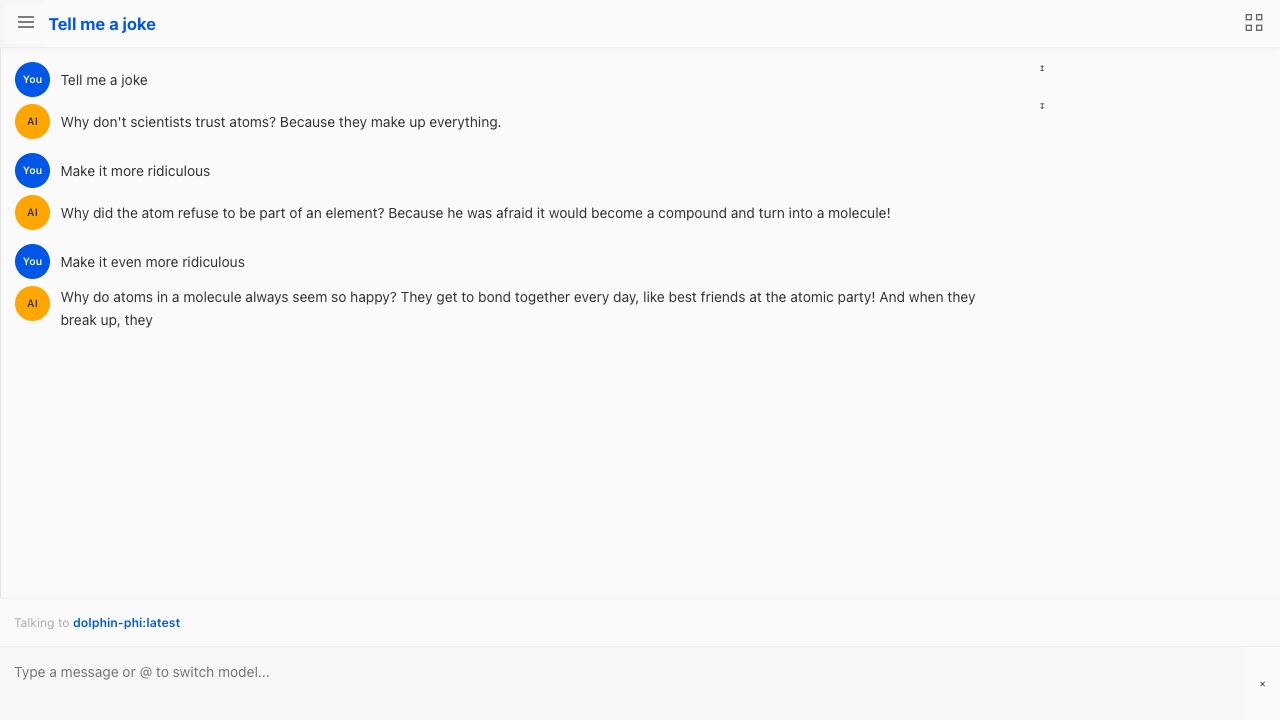 Tell me a joke
You
Tell me a joke
AI
Why don't scientists trust atoms? Because they make up everything.
You
Make it more ridiculous
AI
Why did the atom refuse to be part of an element? Because he was afraid it would become a compound and turn into a molecule!
You
Make it even more ridiculous
AI
Why do atoms in a molecule always seem so happy? They get to bond together every day, like best friends at the atomic party! And when they
break up, they
Talking to dolphin-phi:latest
Type a message or @ to switch model...